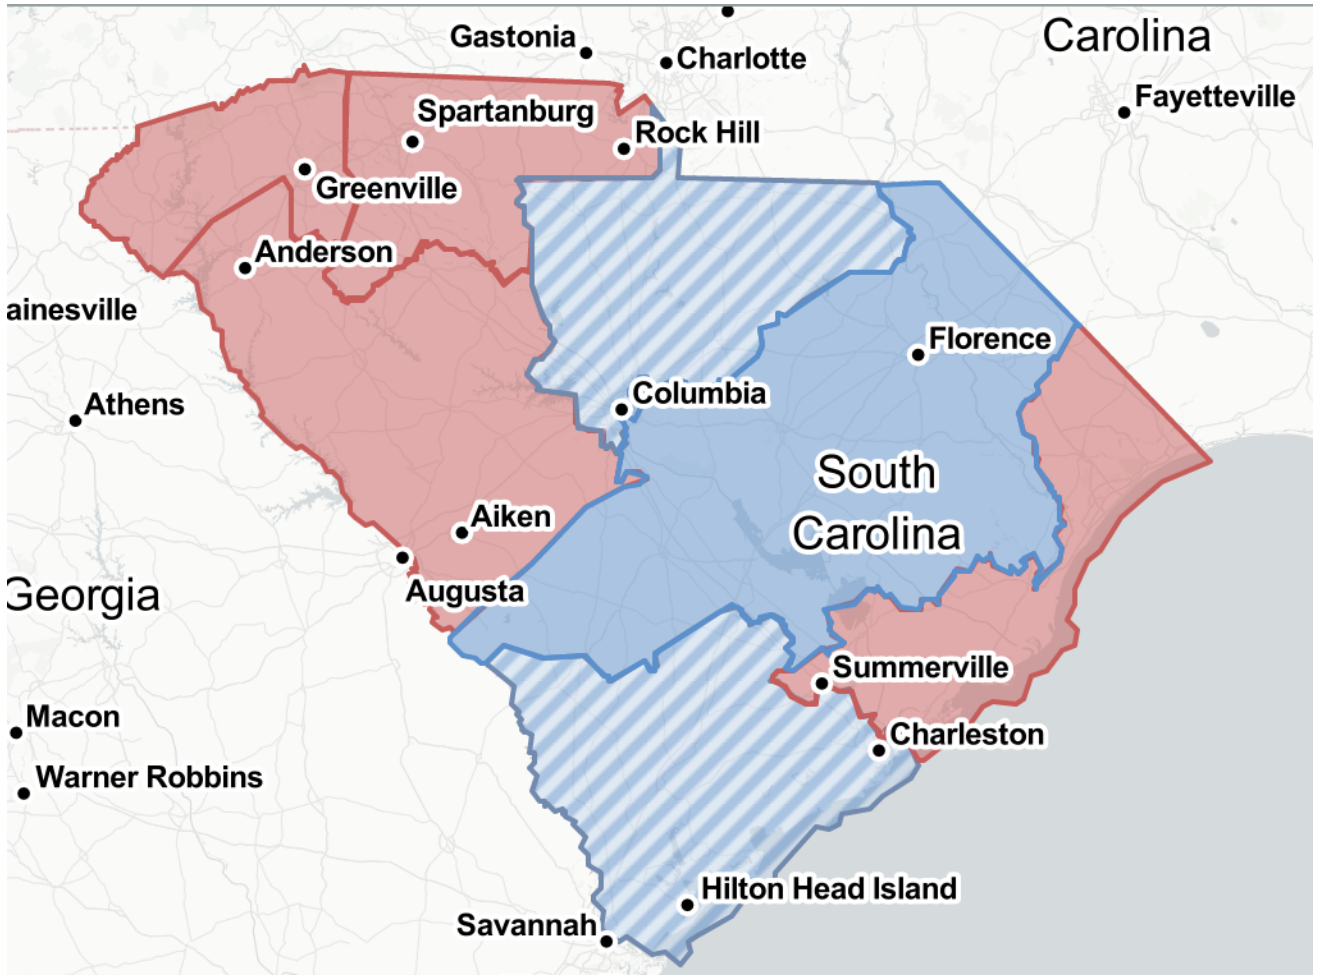 Carolina
Gastonia
Charlotte
Fayetteville
Spartanburg
Rock Hill
Greenville
Anderson
ainesville
Florence
Columbia
Athens
South
Carolina
Aiken
Augusta
Georgia
Summerville
Macon
Charleston
Warner Robbins
Hilton Head Island
Savannah